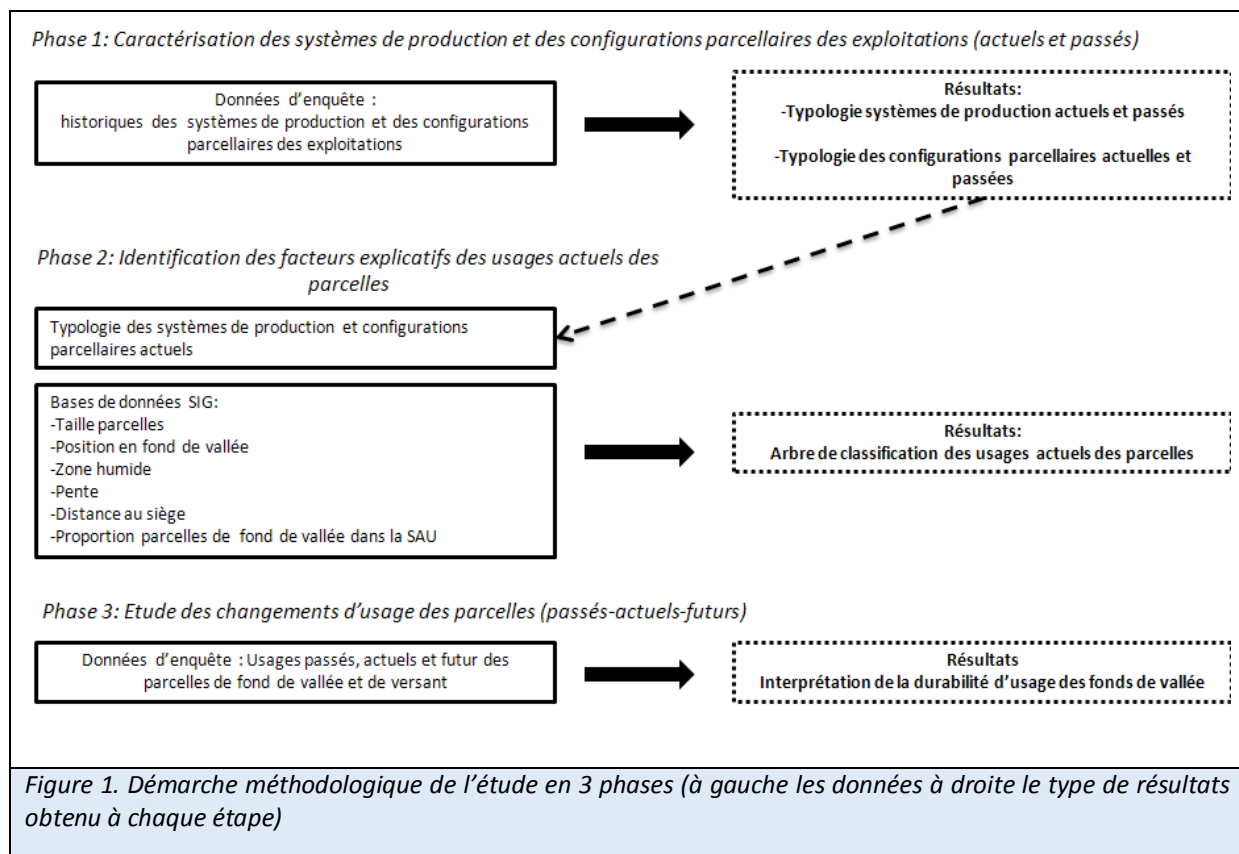 Phase 1: Caractérisation des systèmes de production et des configurations parcellaires des exploitations (actuels et passés)
Données d'enquête :
historiques des systèmes de production et des configurations
parcellaires des exploitations
Résultats:
-Typologie systèmes de production actuels et passés
-Typologie des configurations parcellaires actuelles et
passées
Phase 2: Identification des facteurs explicatifs des usages actuels des
parcelles
Typologie des systèmes de production et configurations
parcellaires actuels
Bases de données SIG:
-Taille parcelles
-Position en fond de vallée
-Zone humide
-Pente
-Distance au siège
-Proportion parcelles de fond de vallée dans la SAU
Résultats:
Arbre de classification des usages actuels des parcelles
Phase 3: Etude des changements d'usage des parcelles (passés-actuels-futurs)
Données d'enquête : Usages passés, actuels et futur des
parcelles de fond de vallée et de versant
Résultats
Interprétation de la durabilité d'usage des fonds de vallée
Figure 1. Démarche méthodologique de l'étude en 3 phases (à gauche les données à droite le type de résultats
obtenu à chaque étape)